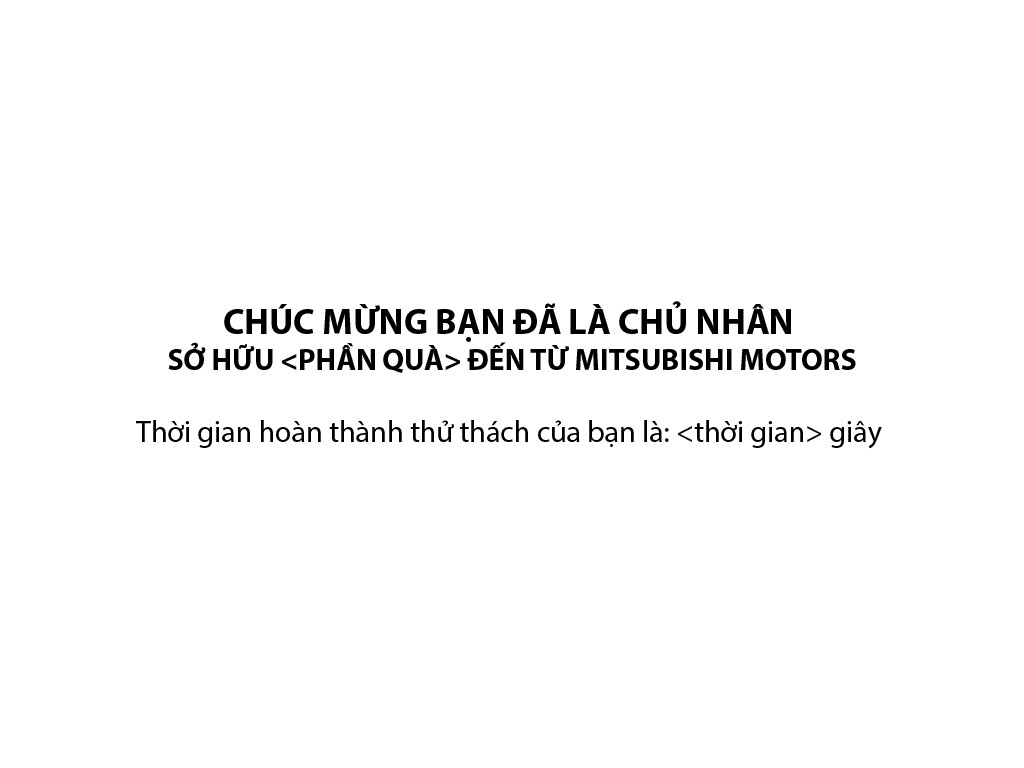 CHÚC MỪNG BẠN ĐÃ LÀ CHỦ NHÂN
SỞ HỮU <PHẦN QUÀ> ĐẾN TỪ MITSUBISHI MOTORS
Thời gian hoàn thành thử thách của bạn là: <thời gian> giây